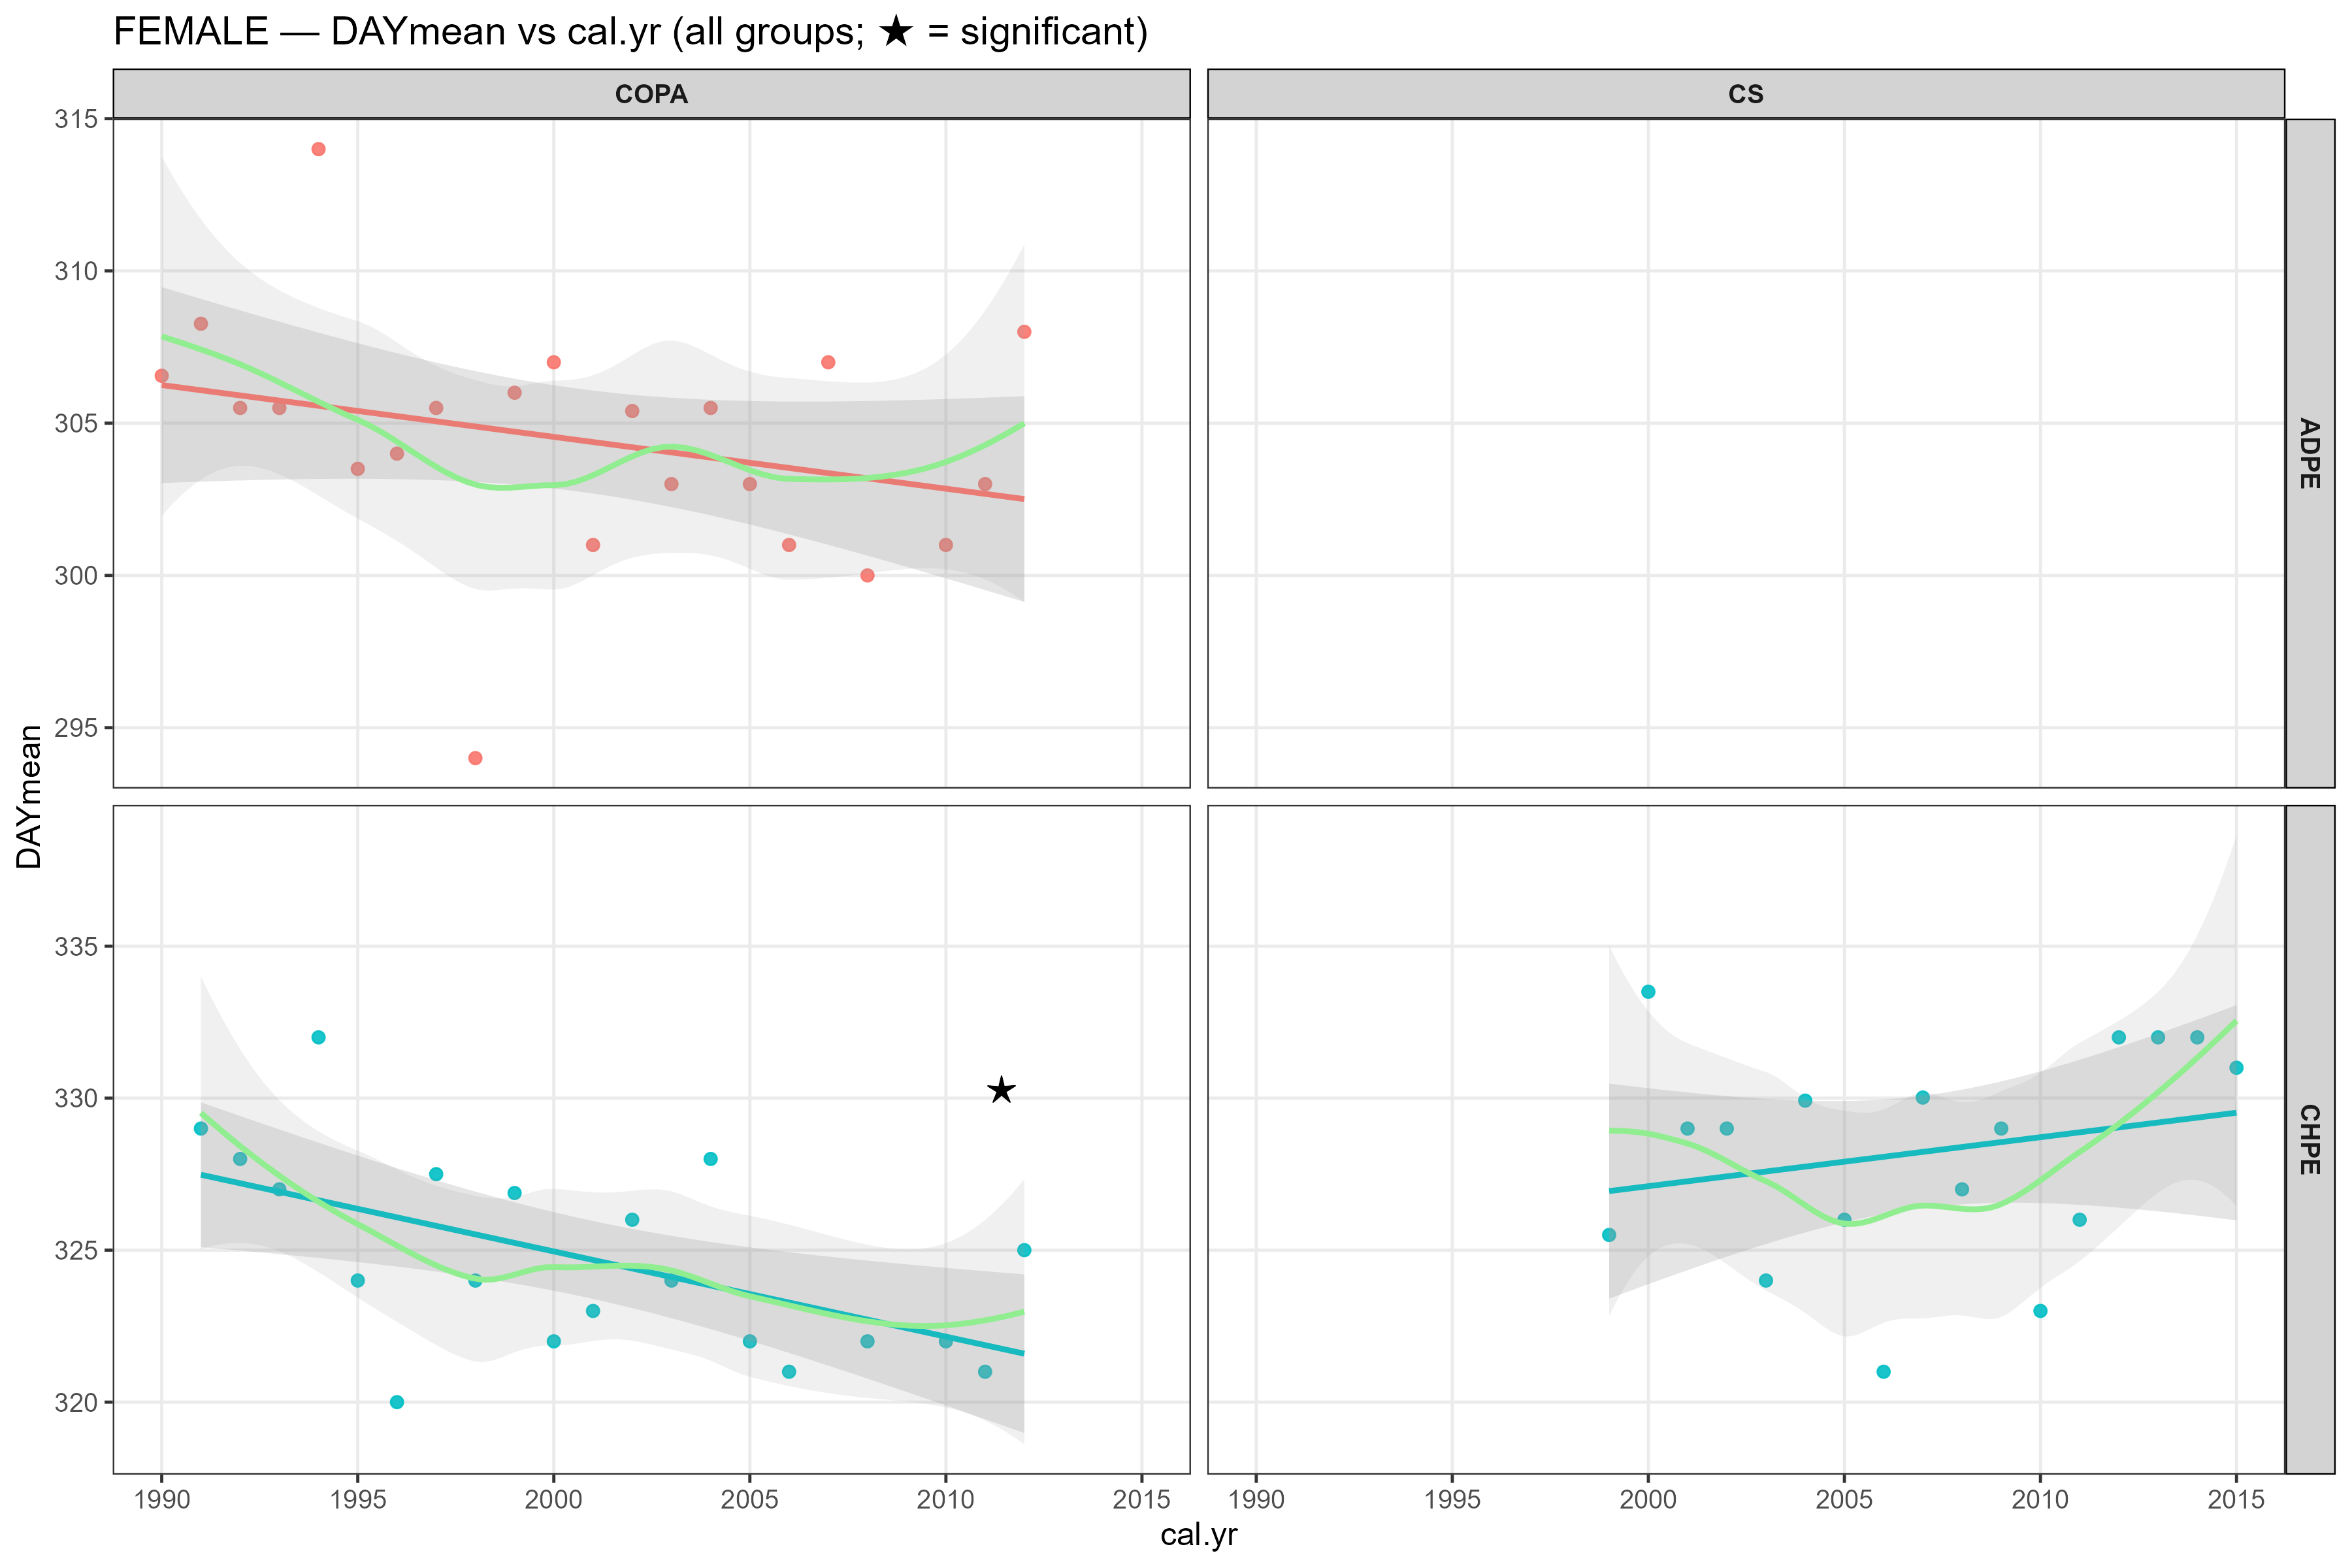 FEMALE — DAYmean vs cal.yr (all groups; ★ = significant)
COPA
CS
315
310
305
300
295
ADPE
DAYmean
335
330
325
320
★
CHPE
1990 1995 2000 2005 2010 2015
1990 1995 2000 2005 2010 2015
cal.yr